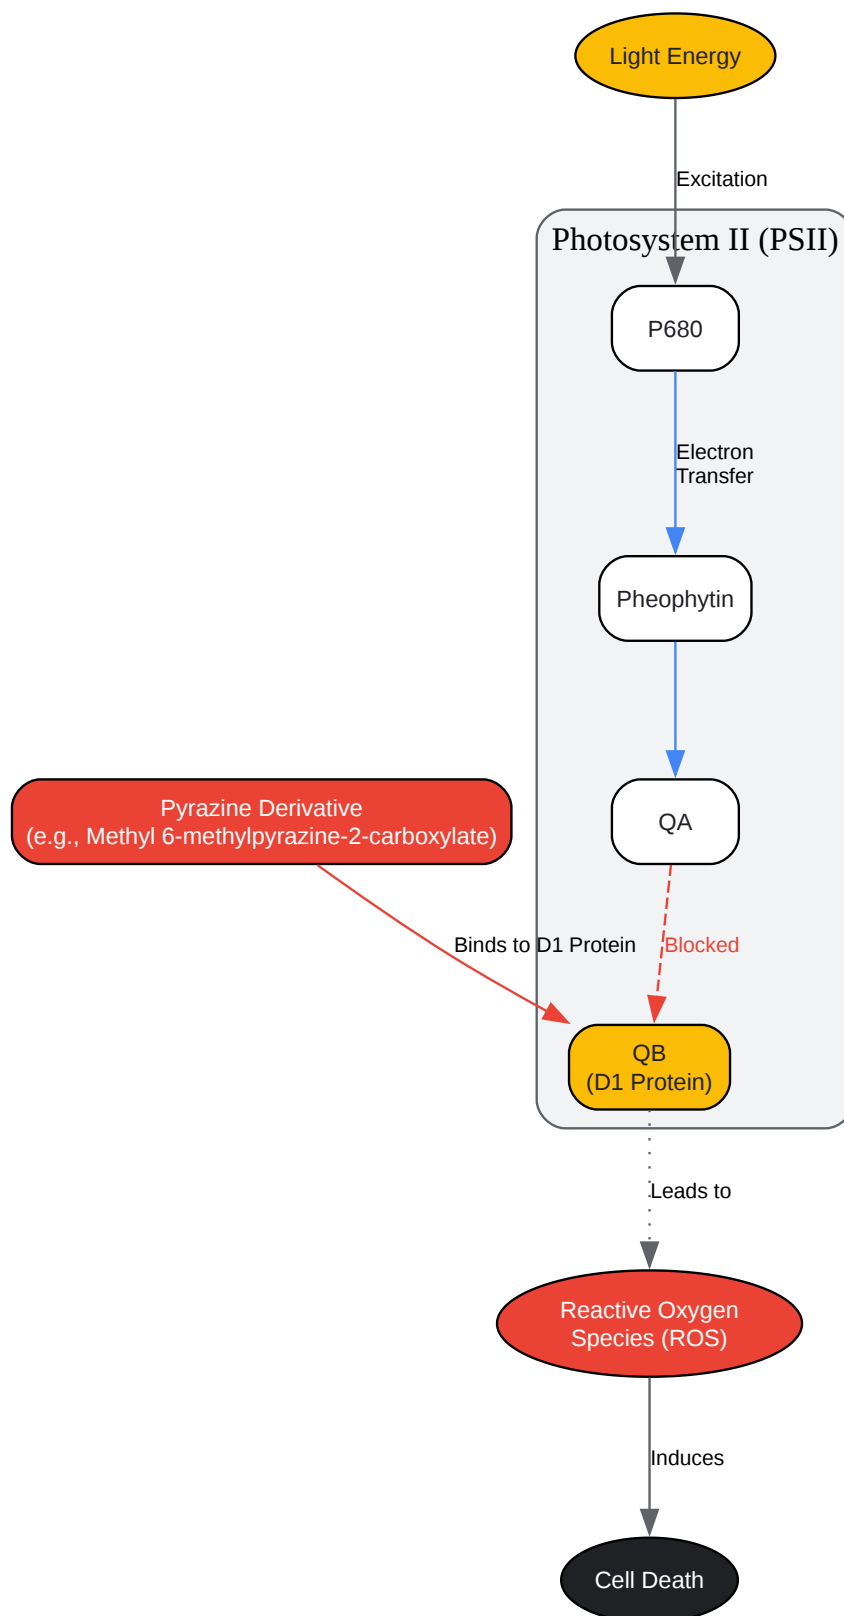 Light Energy
Excitation
Photosystem II (PSII)
P680
Electron
Transfer
Pheophytin
Pyrazine Derivative
(e.g., Methyl 6-methylpyrazine-2-carboxylate)
QA
Binds to D1 Protein
Blocked
QB
(D1 Protein)
Leads to
Reactive Oxygen
Species (ROS)
Induces
Cell Death